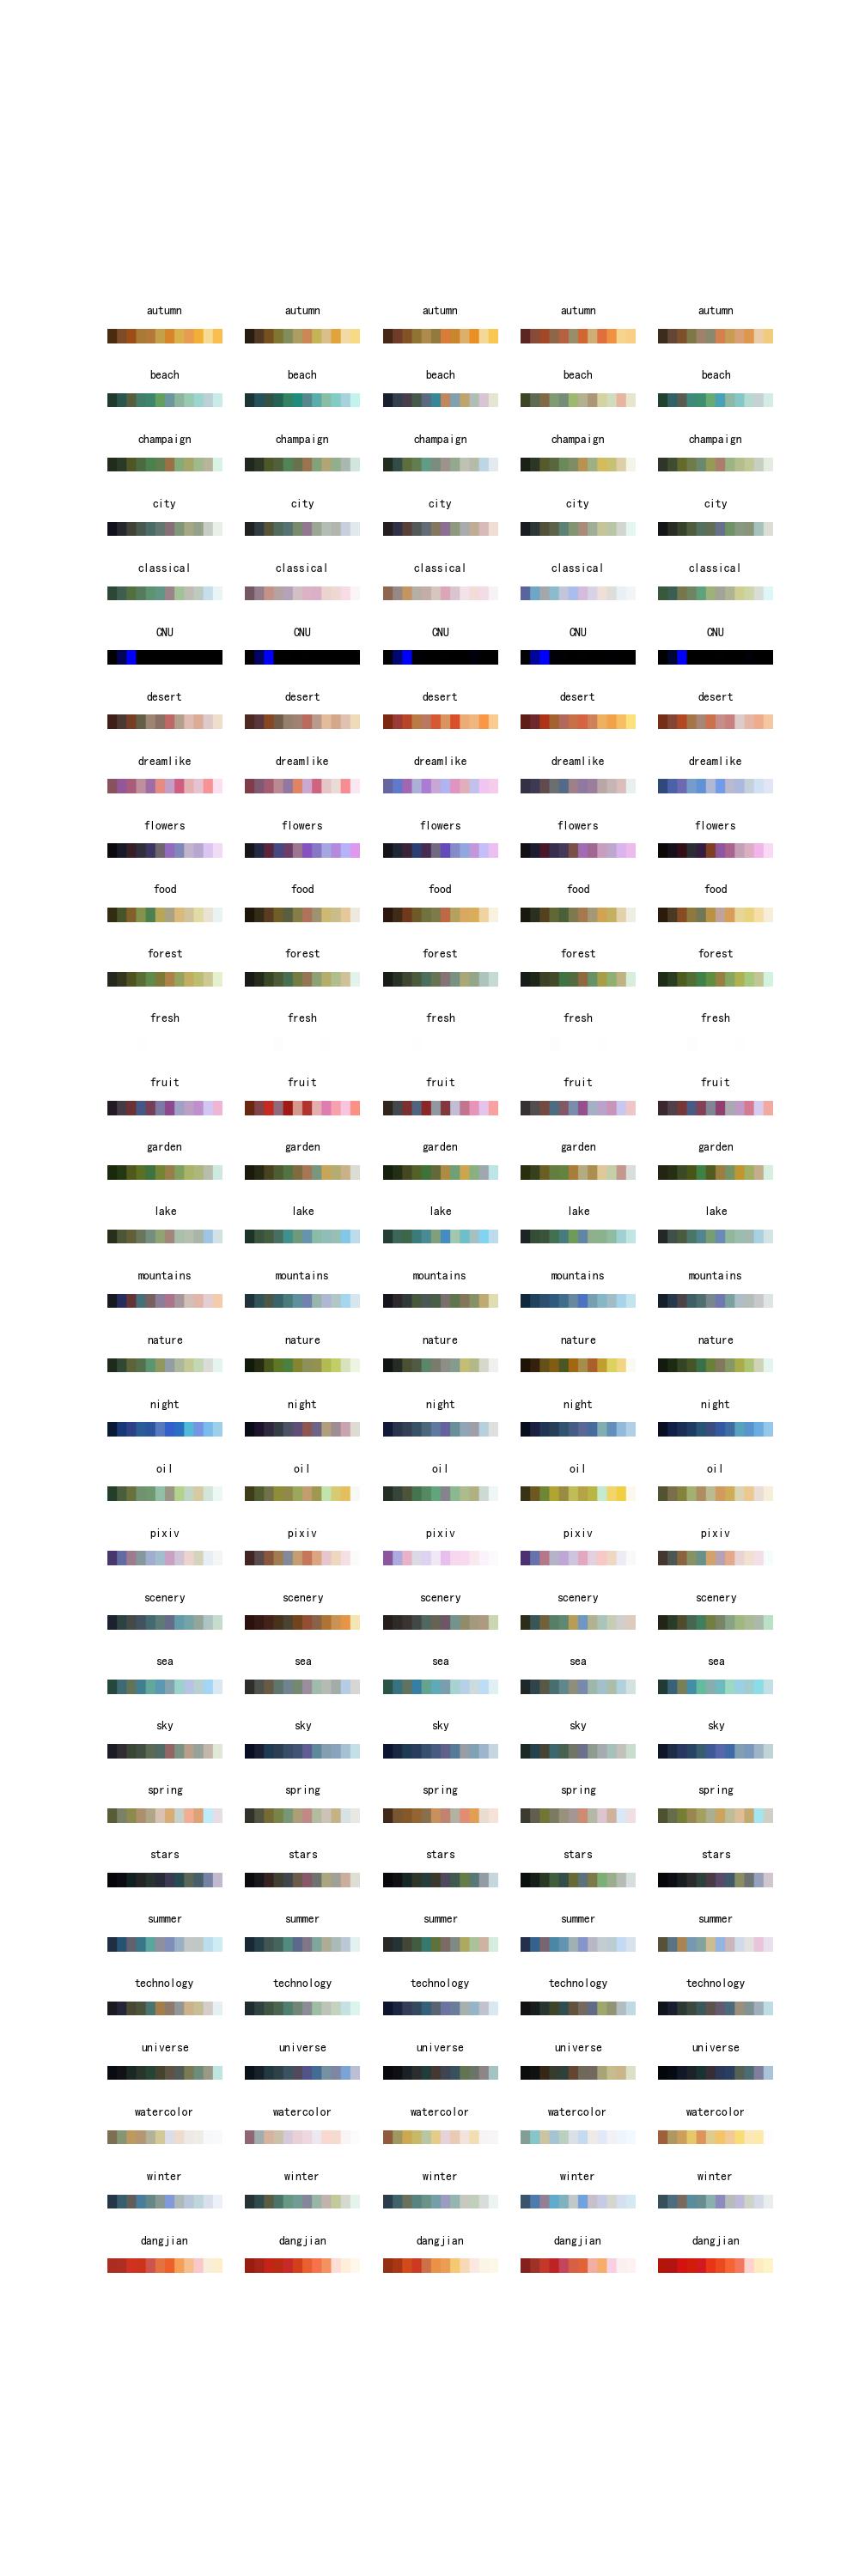 autumn autumn autumn autumn autumn
beach beach beach beach beach
champaign champaign champaign champaign champaign
city city city city city
classical classical classical classical classical
CNU CNU CNU CNU CNU
desert desert desert desert desert
dreamlike dreamlike dreamlike dreamlike dreamlike
flowers flowers flowers flowers flowers
food food food food food
forest forest forest forest forest
fresh fresh fresh fresh fresh
fruit fruit fruit fruit fruit
garden garden garden garden garden
lake lake lake lake lake
mountains mountains mountains mountains mountains
nature nature nature nature nature
night night night night night
oil oil oil oil oil
pixiv pixiv pixiv pixiv pixiv
scenery scenery scenery scenery scenery
sea sea sea sea sea
sky sky sky sky sky
spring spring spring spring spring
stars stars stars stars stars
summer summer summer summer summer
technology technology technology technology technology
universe universe universe universe universe
watercolor watercolor watercolor watercolor watercolor
winter winter winter winter winter
dangjian dangjian dangjian dangjian dangjian